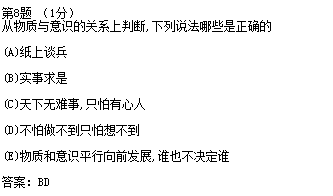 第8题 （1分）
从物质与意识的关系上判断,下列说法哪些是正确的
(A)纸上谈兵
(B)实事求是
(C)天下无难事,只怕有心人
(D)不怕做不到只怕想不到
(E)物质和意识平行向前发展,谁也不决定谁
答案：BD